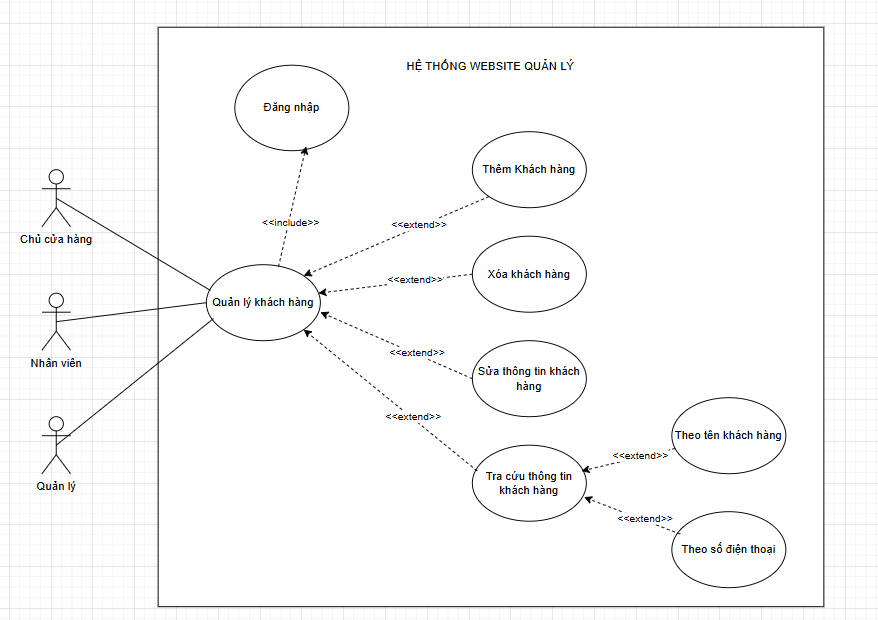 HỆ THỐNG WEBSITE QUẢN LÝ
Đăng nhập
Thêm Khách hàng
<<include>>
<<extend>>
Chủ cửa hàng
Xóa khách hàng
<<extend>>
Quản lý khách hàng
Nhân viên
<<extend>>
Sửa thông tin khách
hàng
<<extend>>
Theo tên khách hàng
<<extend>>
Tra cứu thông tin
khách hàng
Quản lý
<<extend>>
Theo số điện thoại